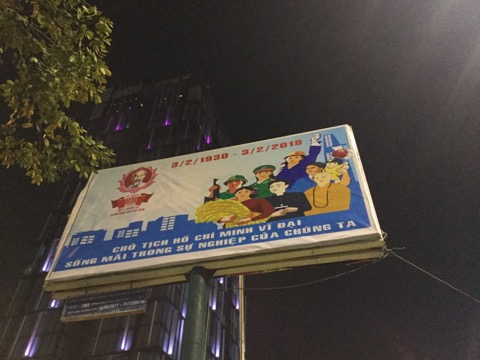 3/2/1930 - 3/2/2018
CHỦ TỊCH HỒ CHÍ MINH VĨ ĐẠI
SỐNG MÃI TRONG SỰ NGHIỆP CỦA CHÚNG TA